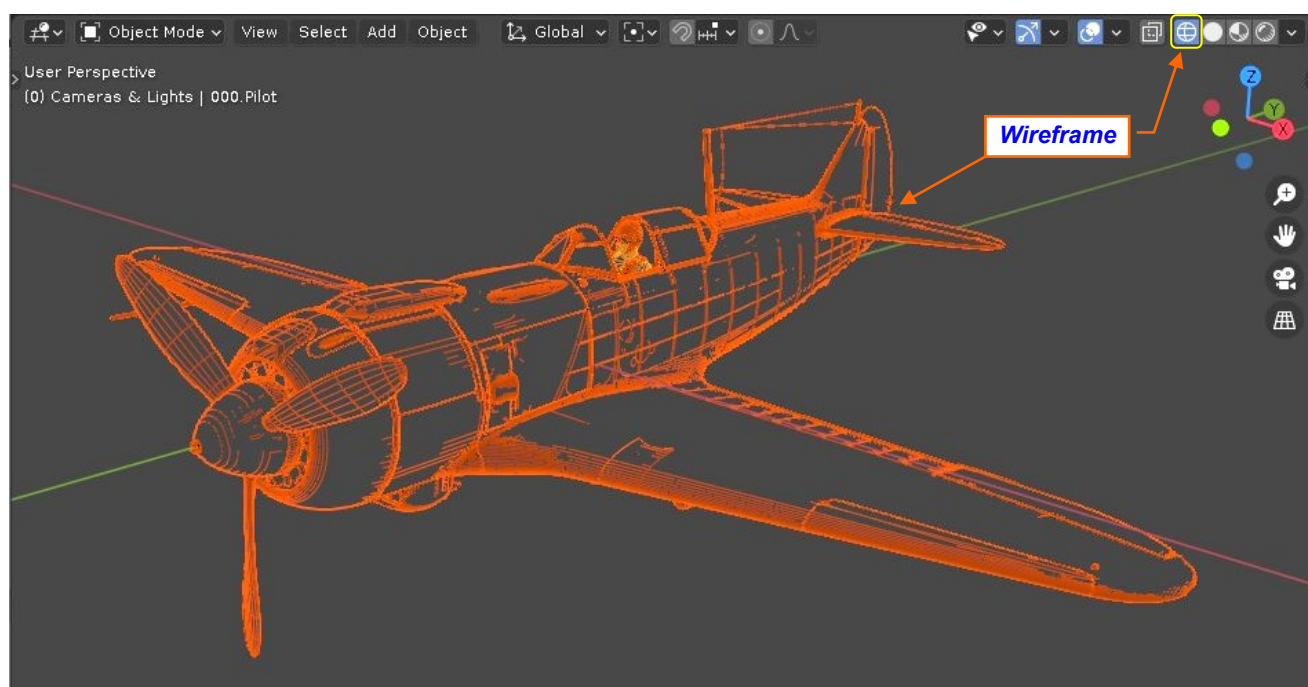 Object Mode View Select Add Object Global
User Perspective
(0) Cameras & Lights | 000.Pilot
Wireframe
Z
Y
X